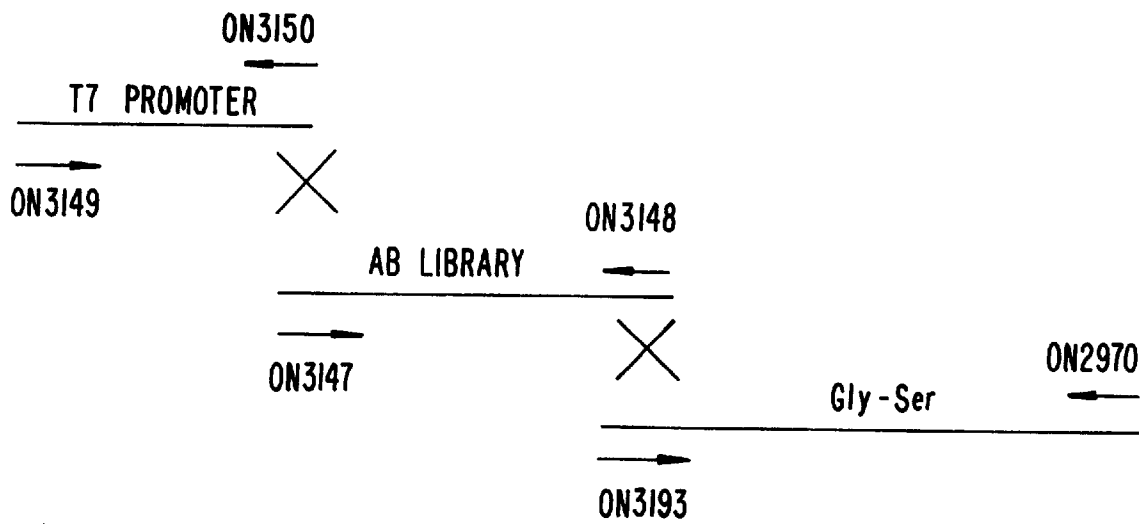 ON3150
T7 PROMOTER
ON3149
ON3148
AB LIBRARY
ON3147
ON2970
Gly-Ser
ON3193